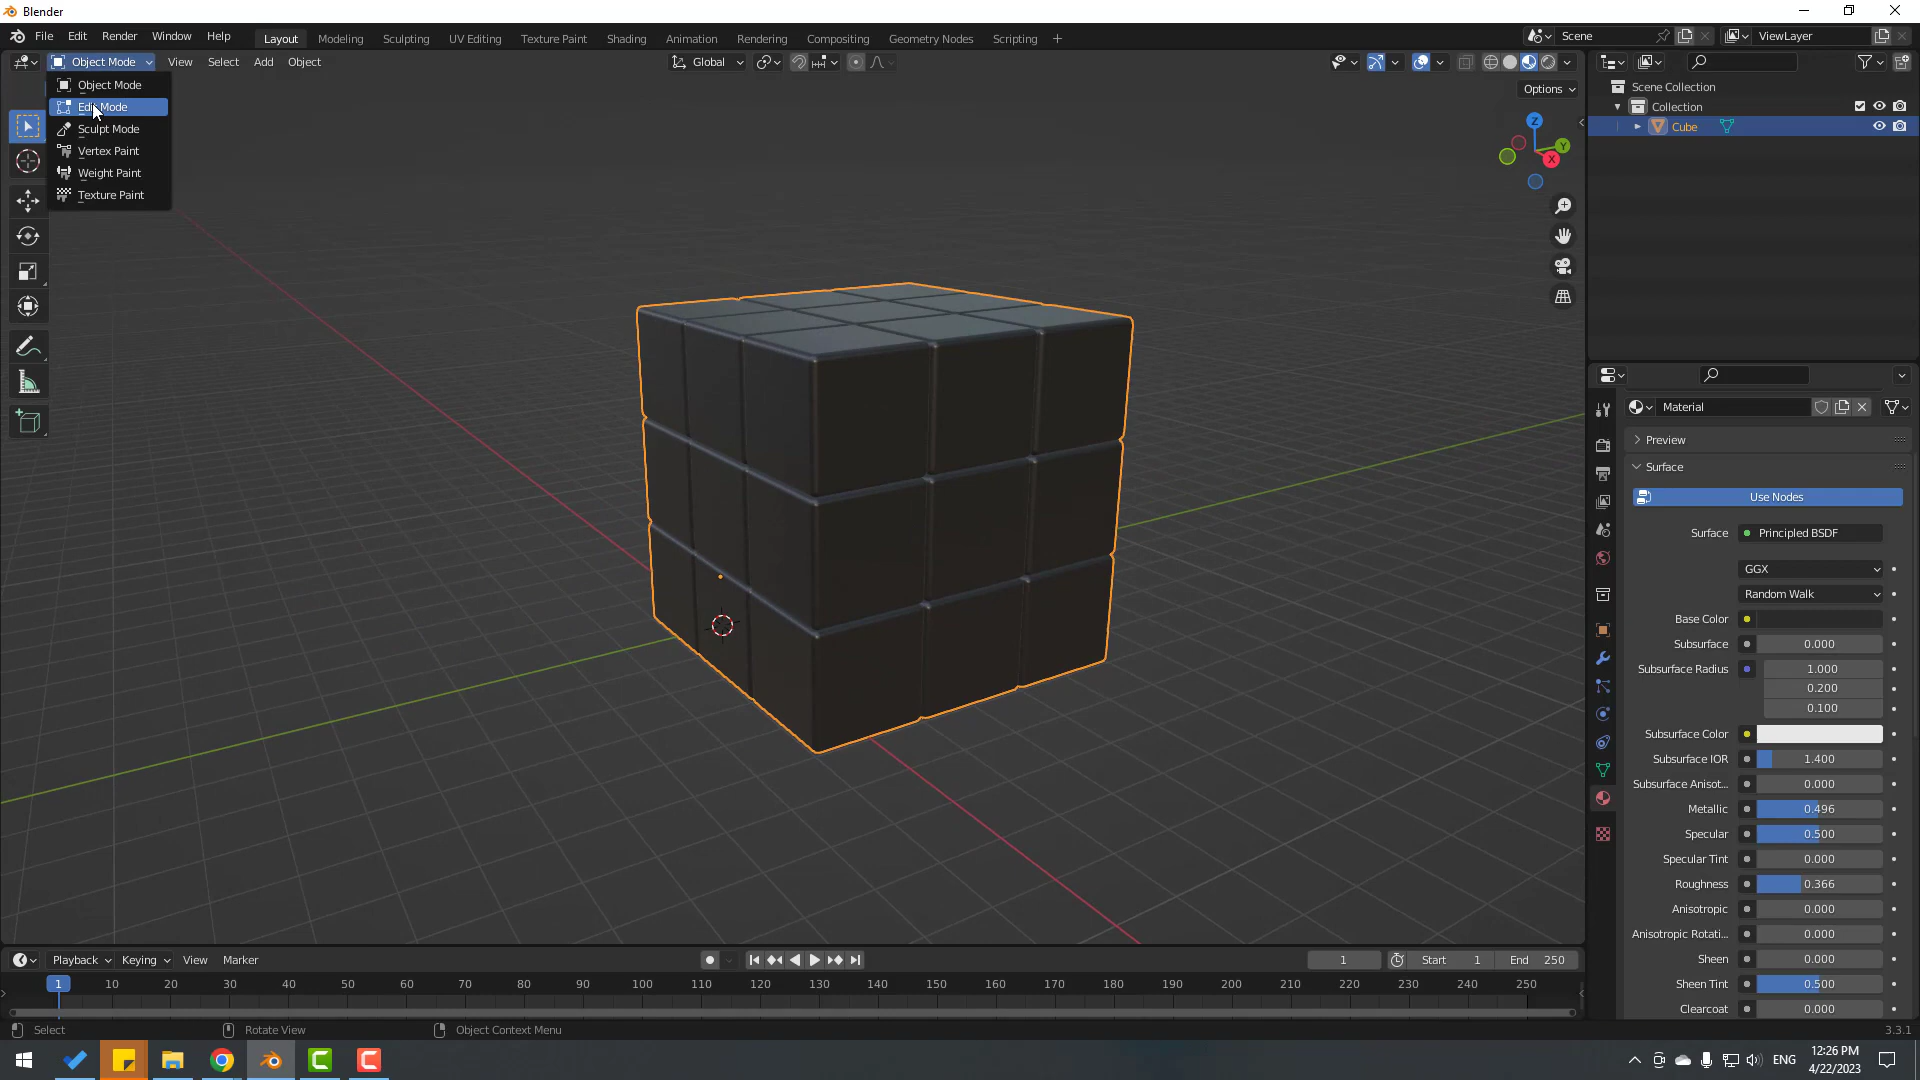 Blender
File Edit Render Window Help Layout Modeling Sculpting UV Editing Texture Paint Shading Animation Rendering Compositing Geometry Nodes Scripting + Scene ViewLayer
Object Mode View Select Add Object Global
Options
Object Mode
Edit Mode
Sculpt Mode
Vertex Paint
Weight Paint
Texture Paint
Z
Y
X
Scene Collection
Collection
Cube
Material
Preview
Surface
Use Nodes
Surface Principled BSDF
GGX
Random Walk
Base Color
Subsurface 0.000
Subsurface Radius 1.000
0.200
0.100
Subsurface Color
Subsurface IOR 1.400
Subsurface Anisot... 0.000
Metallic 0.496
Specular 0.500
Specular Tint 0.000
Roughness 0.366
Anisotropic 0.000
Anisotropic Rotati... 0.000
Sheen 0.000
Sheen Tint 0.500
Clearcoat 0.000
Playback Keying View Marker 1 Start 1 End 250
1 10 20 30 40 50 60 70 80 90 100 110 120 130 140 150 160 170 180 190 200 210 220 230 240 250
Select Rotate View Object Context Menu 3.3.1
ENG
12:26 PM
4/22/2023